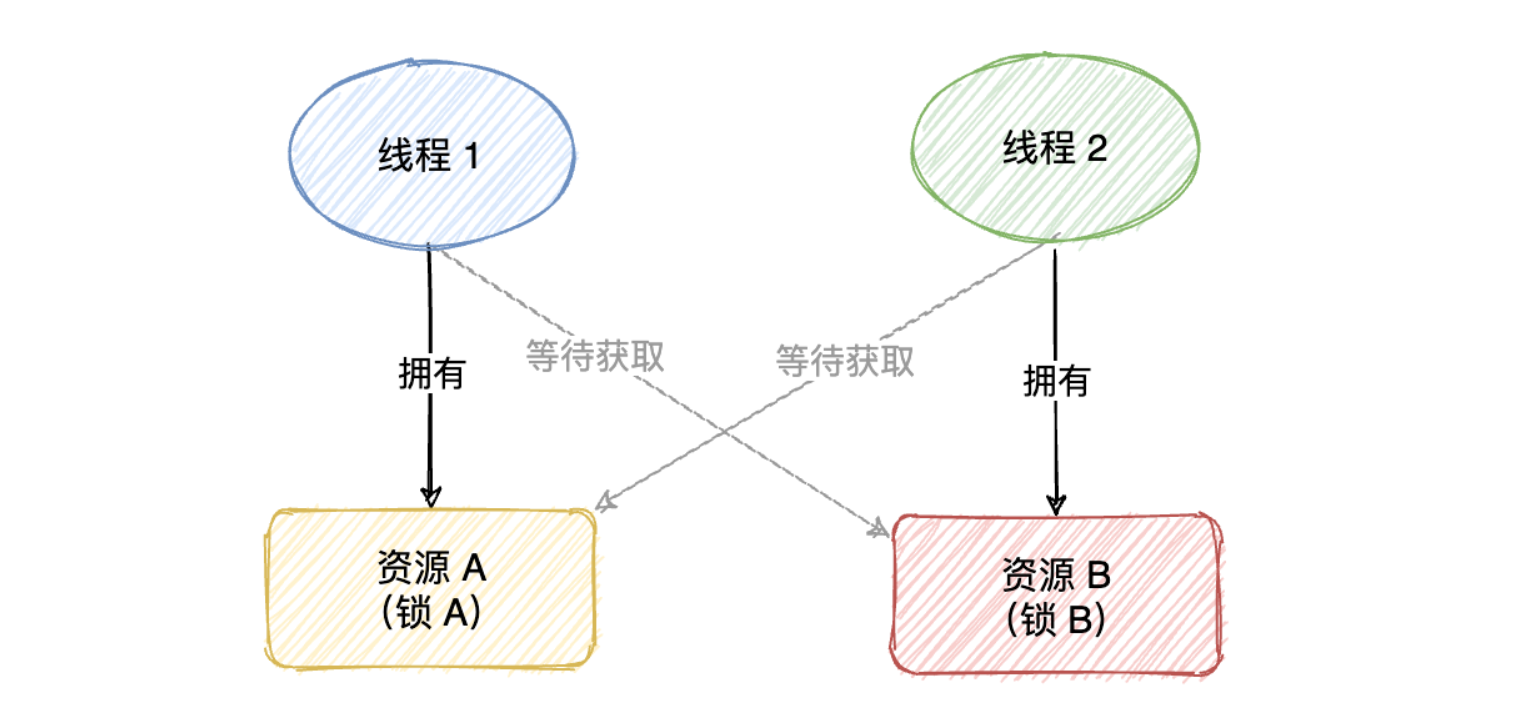 线程 1
线程 2
等待获取
等待获取
拥有
拥有
资源 A
(锁 A)
资源 B
(锁 B)